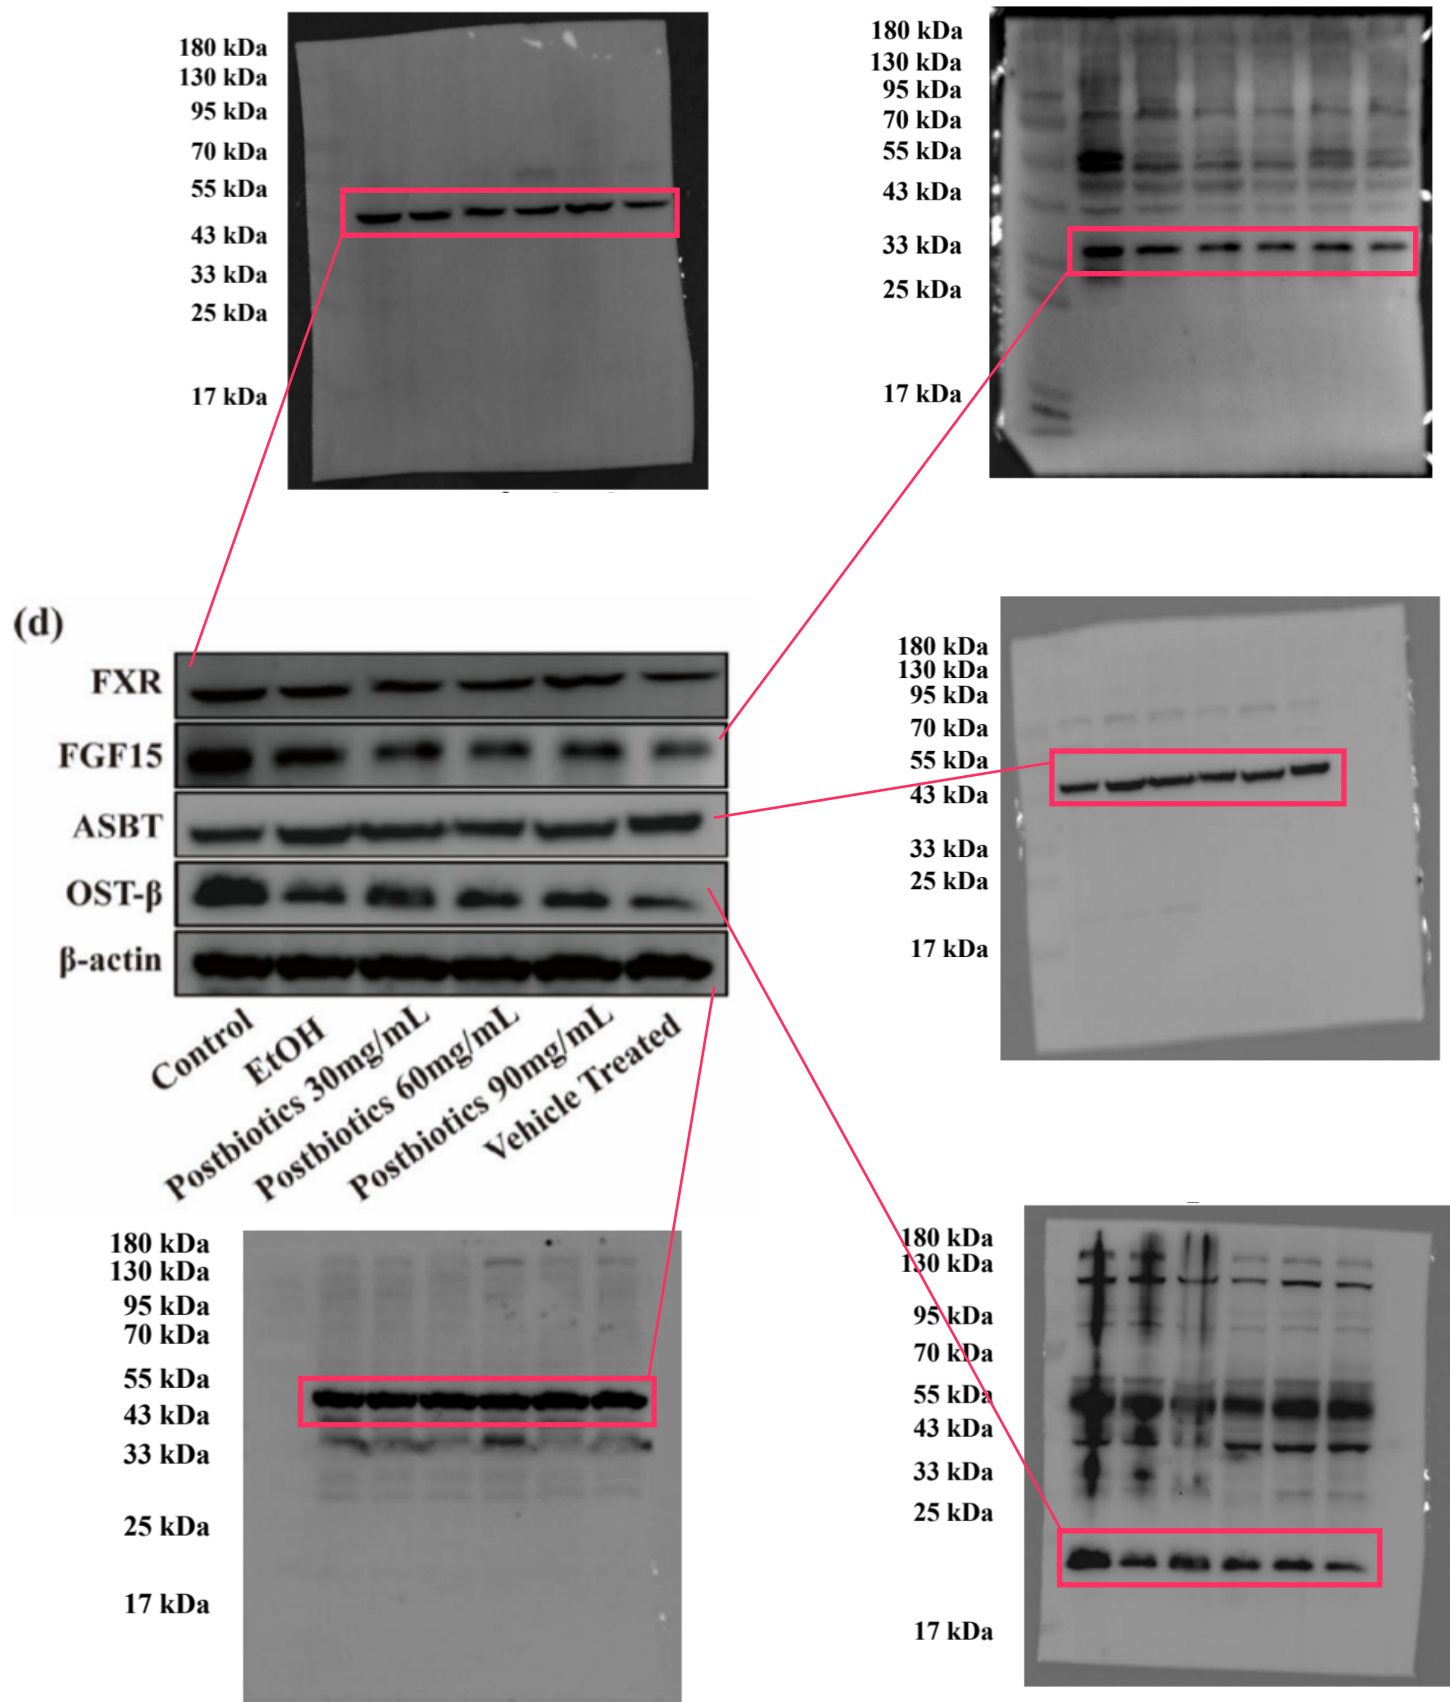 180 kDa
130 kDa
95 kDa
70 kDa
55 kDa
43 kDa
33 kDa
25 kDa
17 kDa
180 kDa
130 kDa
95 kDa
70 kDa
55 kDa
43 kDa
33 kDa
25 kDa
17 kDa
(d)
FXR
FGF15
ASBT
OST-β
β-actin
Control
EtOH
Postbiotics 30mg/mL
Postbiotics 60mg/mL
Postbiotics 90mg/mL
Vehicle Treated
180 kDa
130 kDa
95 kDa
70 kDa
55 kDa
43 kDa
33 kDa
25 kDa
17 kDa
180 kDa
130 kDa
95 kDa
70 kDa
55 kDa
43 kDa
33 kDa
25 kDa
17 kDa
180 kDa
130 kDa
95 kDa
70 kDa
55 kDa
43 kDa
33 kDa
25 kDa
17 kDa